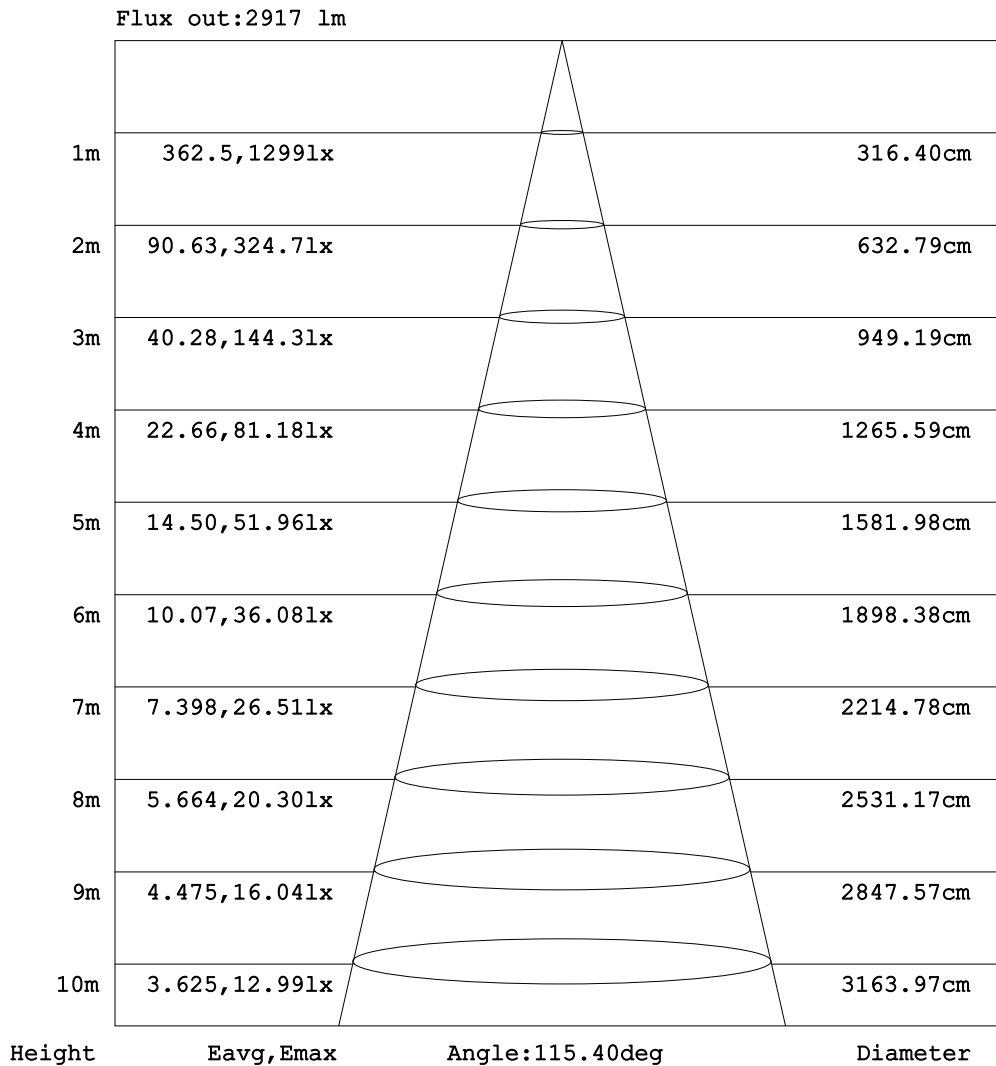 Flux out:2917 lm
1m 362.5,1299lx 316.40cm
2m 90.63,324.7lx 632.79cm
3m 40.28,144.3lx 949.19cm
4m 22.66,81.18lx 1265.59cm
5m 14.50,51.96lx 1581.98cm
6m 10.07,36.08lx 1898.38cm
7m 7.398,26.51lx 2214.78cm
8m 5.664,20.30lx 2531.17cm
9m 4.475,16.04lx 2847.57cm
10m 3.625,12.99lx 3163.97cm
Height Eavg,Emax Angle:115.40deg Diameter